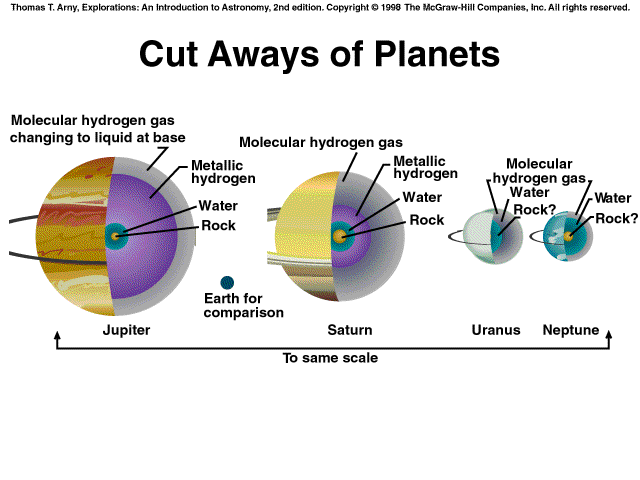 Thomas T. Arny, Explorations: An Introduction to Astronomy, 2nd edition. Copyright © 1998 The McGraw-Hill Companies, Inc. All rights reserved.
Cut Aways of Planets
Molecular hydrogen gas
changing to liquid at base
Metallic
hydrogen
Water
Rock
Earth for
comparison
Jupiter
Molecular hydrogen gas
Metallic
hydrogen
Water
Rock
Saturn
Molecular
hydrogen gas
Water
Rock?
Uranus
Water
Rock?
Neptune
To same scale